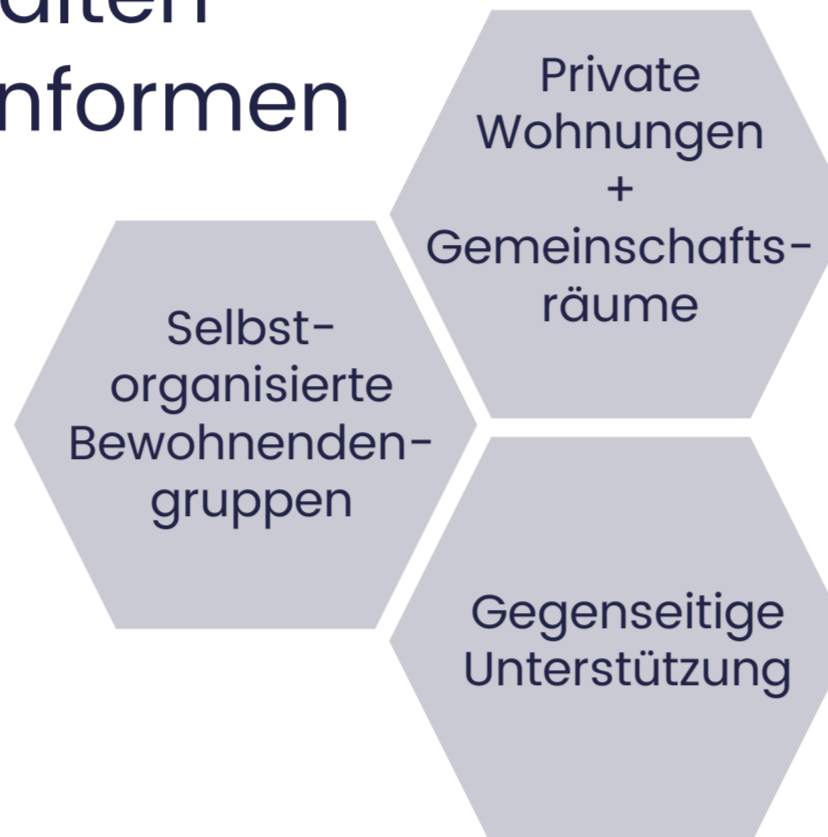 nformen
Private
Wohnungen
+
Gemeinschafts-
räume
Selbst-
organisierte
Bewohnenden-
gruppen
Gegenseitige
Unterstützung